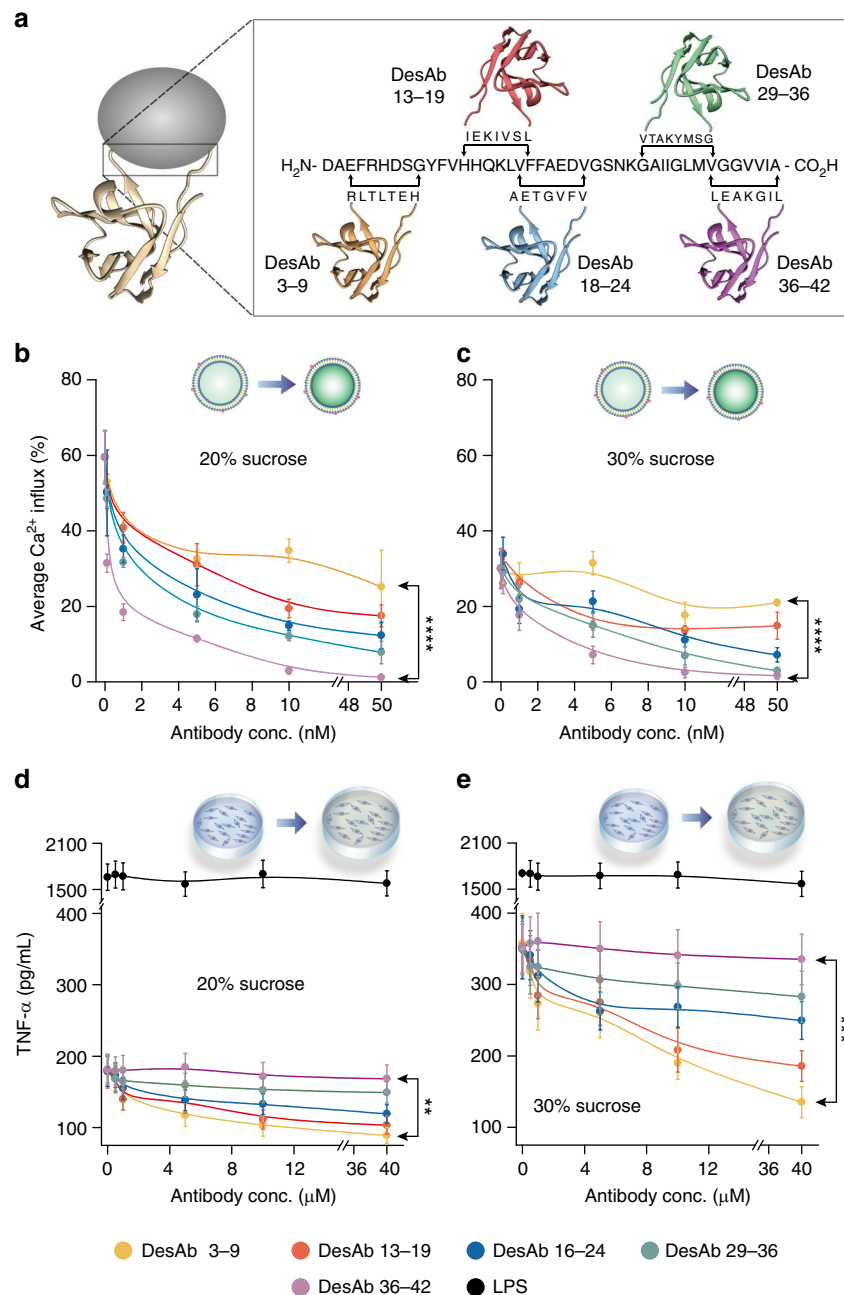 a
DesAb
13–19
DesAb
29–36
IEKIVSL
VTAKYMSG
H2N- DAEFRHDSGYFVHHQKLVFFAEDVGSNKGAIIGLMVGGVVIA - CO2H
RLTLTEH
AETGVFV
LEAKGIL
DesAb
3–9
DesAb
18–24
DesAb
36–42
b
c
80
60
40
20
0
Average Ca2+ influx (%)
20% sucrose
****
0 2 4 6 8 10 48 50
Antibody conc. (nM)
80
60
40
20
0
30% sucrose
****
0 2 4 6 8 10 48 50
Antibody conc. (nM)
d
e
2100
1500
400
300
200
100
TNF-α (pg/mL)
20% sucrose
**
0 4 8 12 36 40
Antibody conc. (μM)
2100
1500
400
300
200
100
30% sucrose
***
0 4 8 12 36 40
Antibody conc. (μM)
DesAb 3–9
DesAb 13–19
DesAb 16–24
DesAb 29–36
DesAb 36–42
LPS